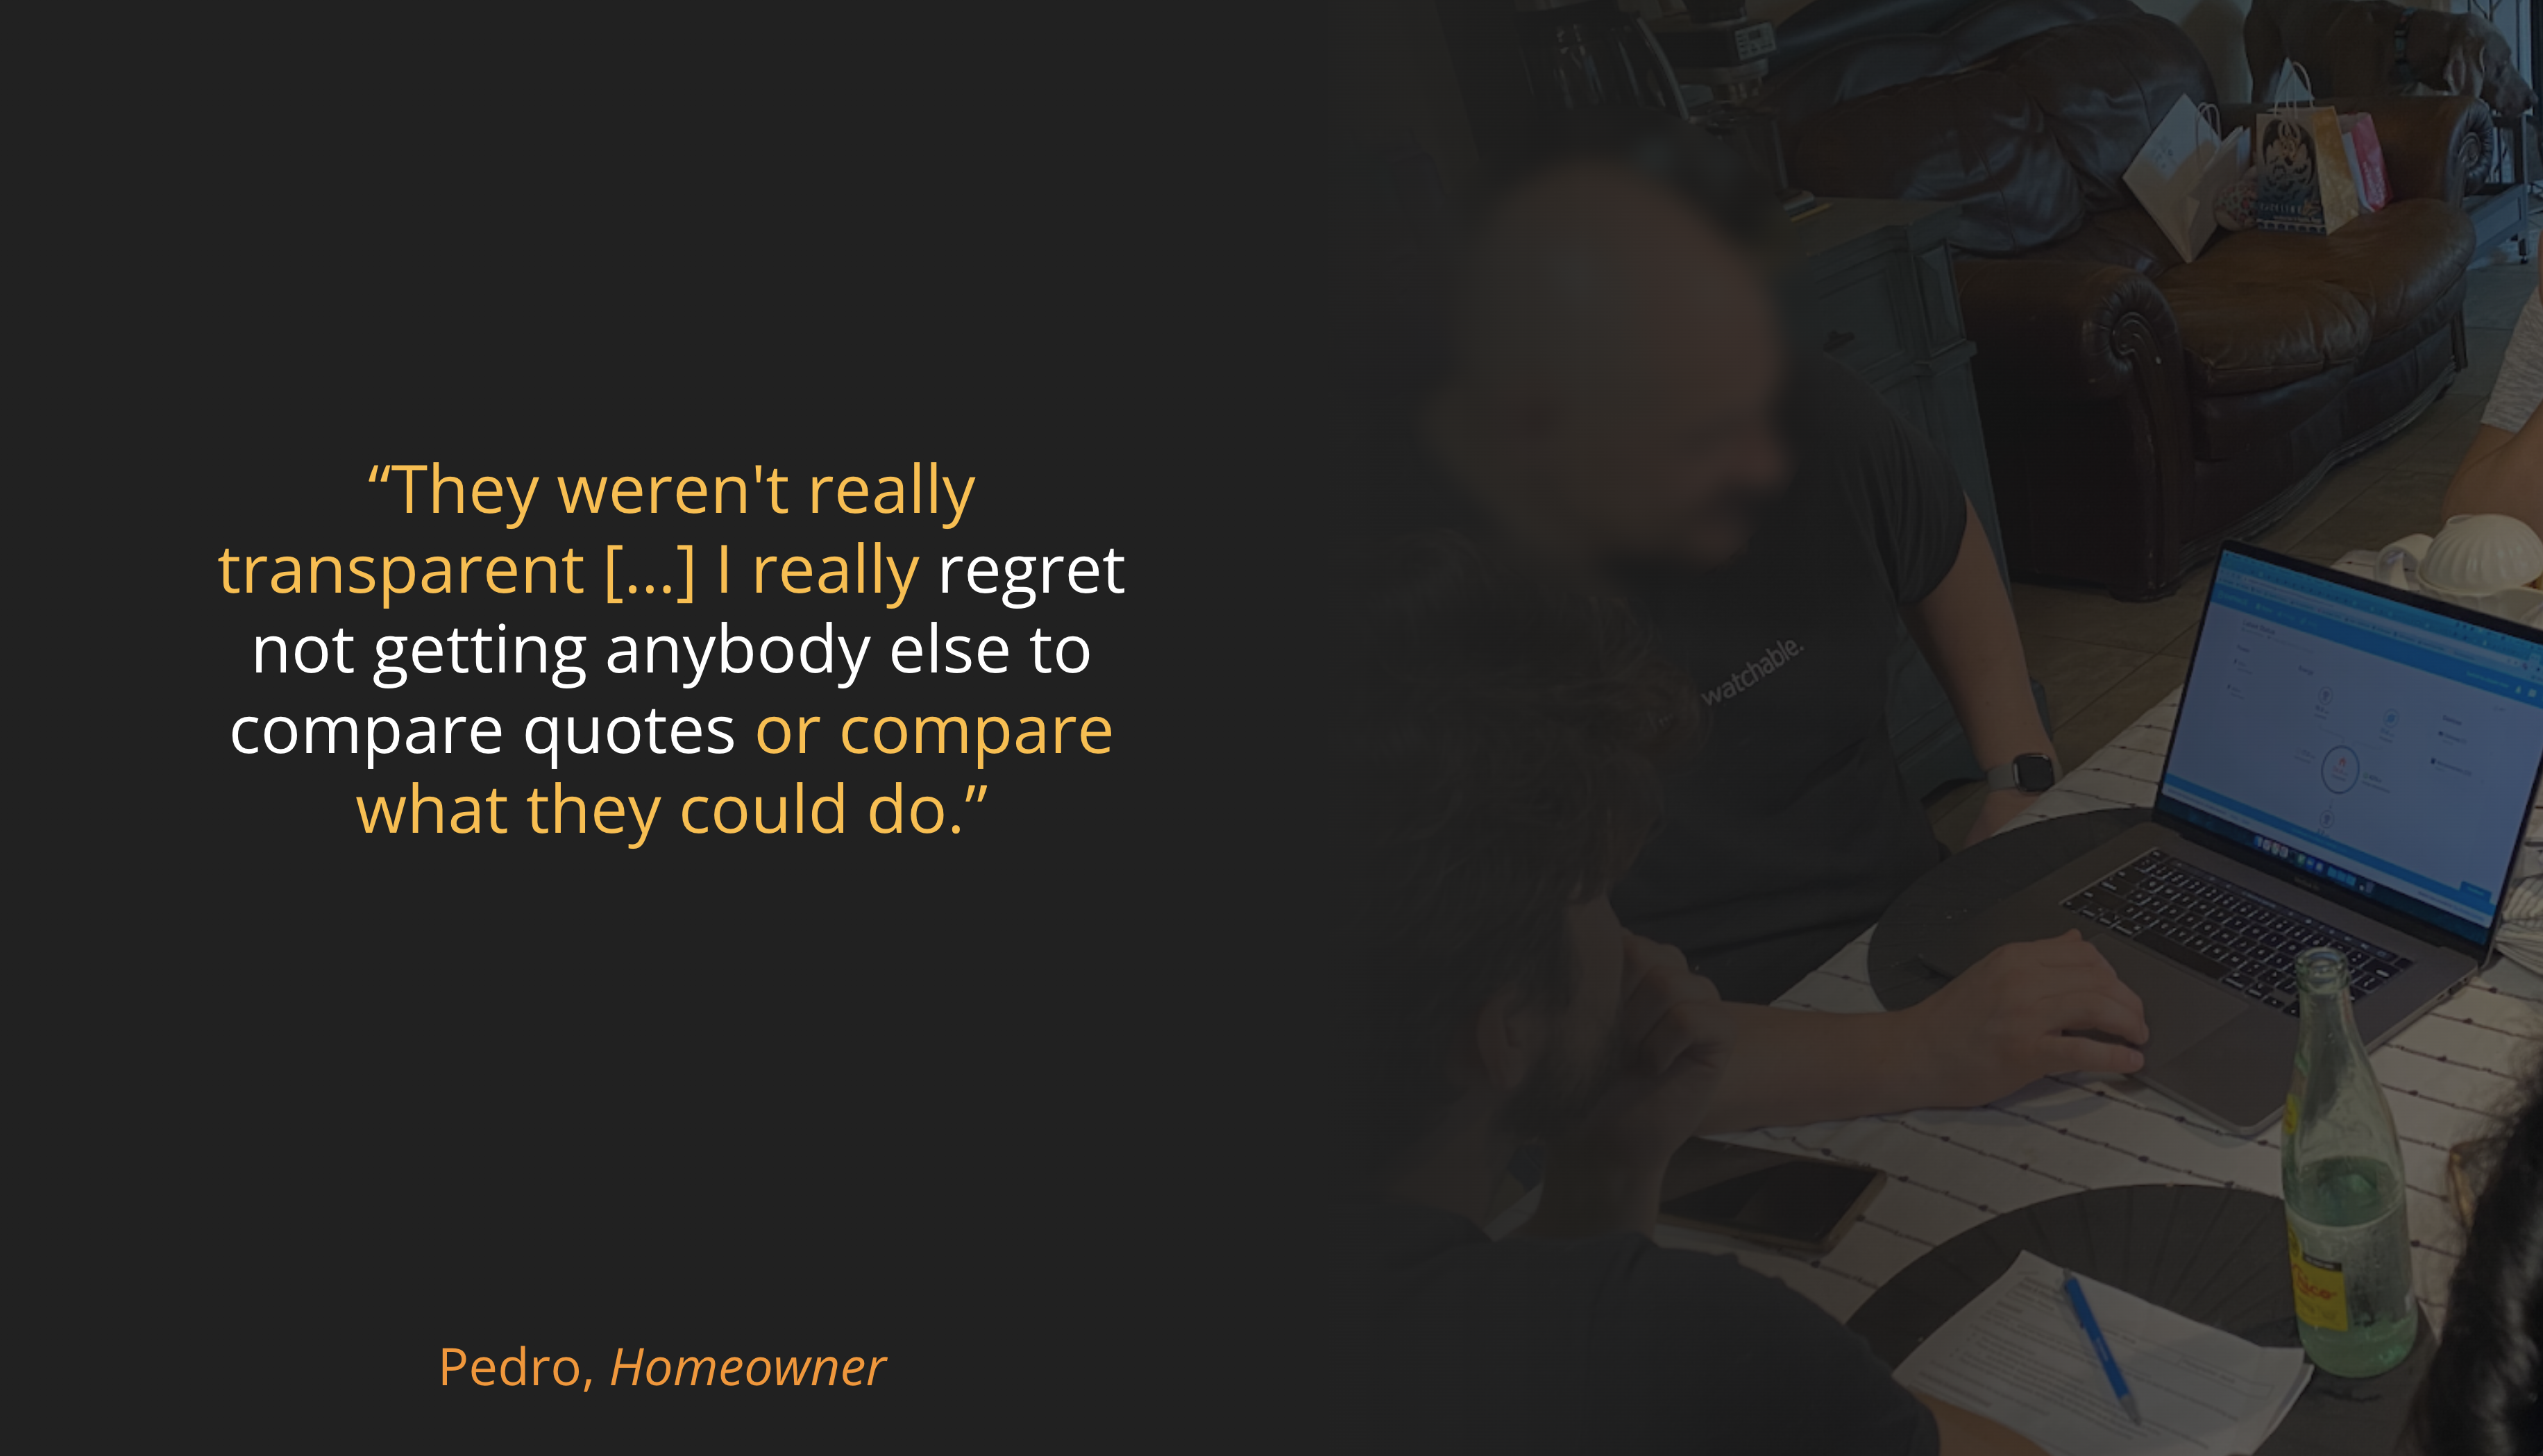 “They weren't really
transparent [...] I really regret
not getting anybody else to
compare quotes or compare
what they could do.”
Pedro, Homeowner
watchable.